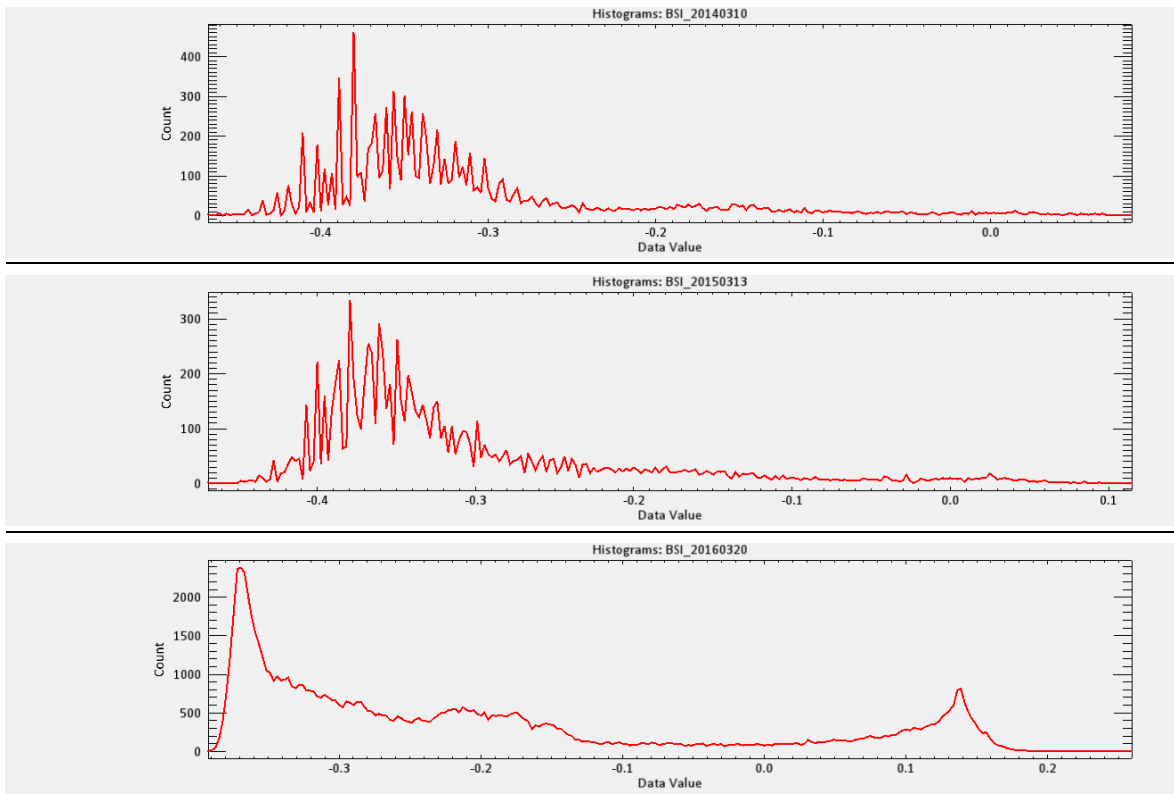 Histograms: BSI_20140310
Count
400
300
200
100
0
-0.4 -0.3 -0.2 -0.1 0.0
Data Value
Histograms: BSI_20150313
Count
300
200
100
0
-0.4 -0.3 -0.2 -0.1 0.0 0.1
Data Value
Histograms: BSI_20160320
Count
2000
1500
1000
500
0
-0.3 -0.2 -0.1 0.0 0.1 0.2
Data Value